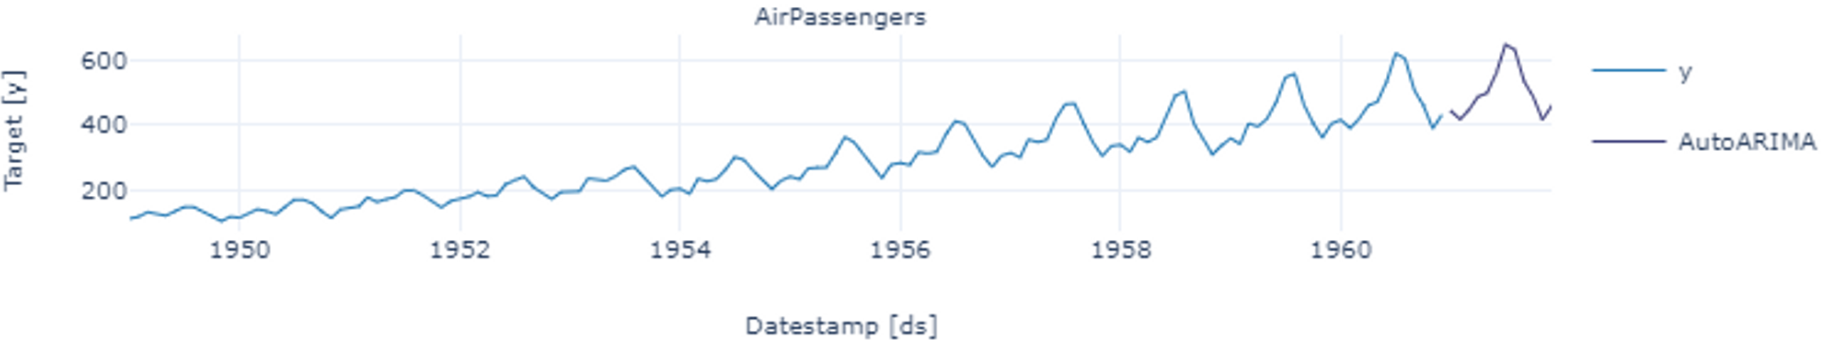 AirPassengers
Target [y]
600
400
200
1950 1952 1954 1956 1958 1960
Datestamp [ds]
y
AutoARIMA